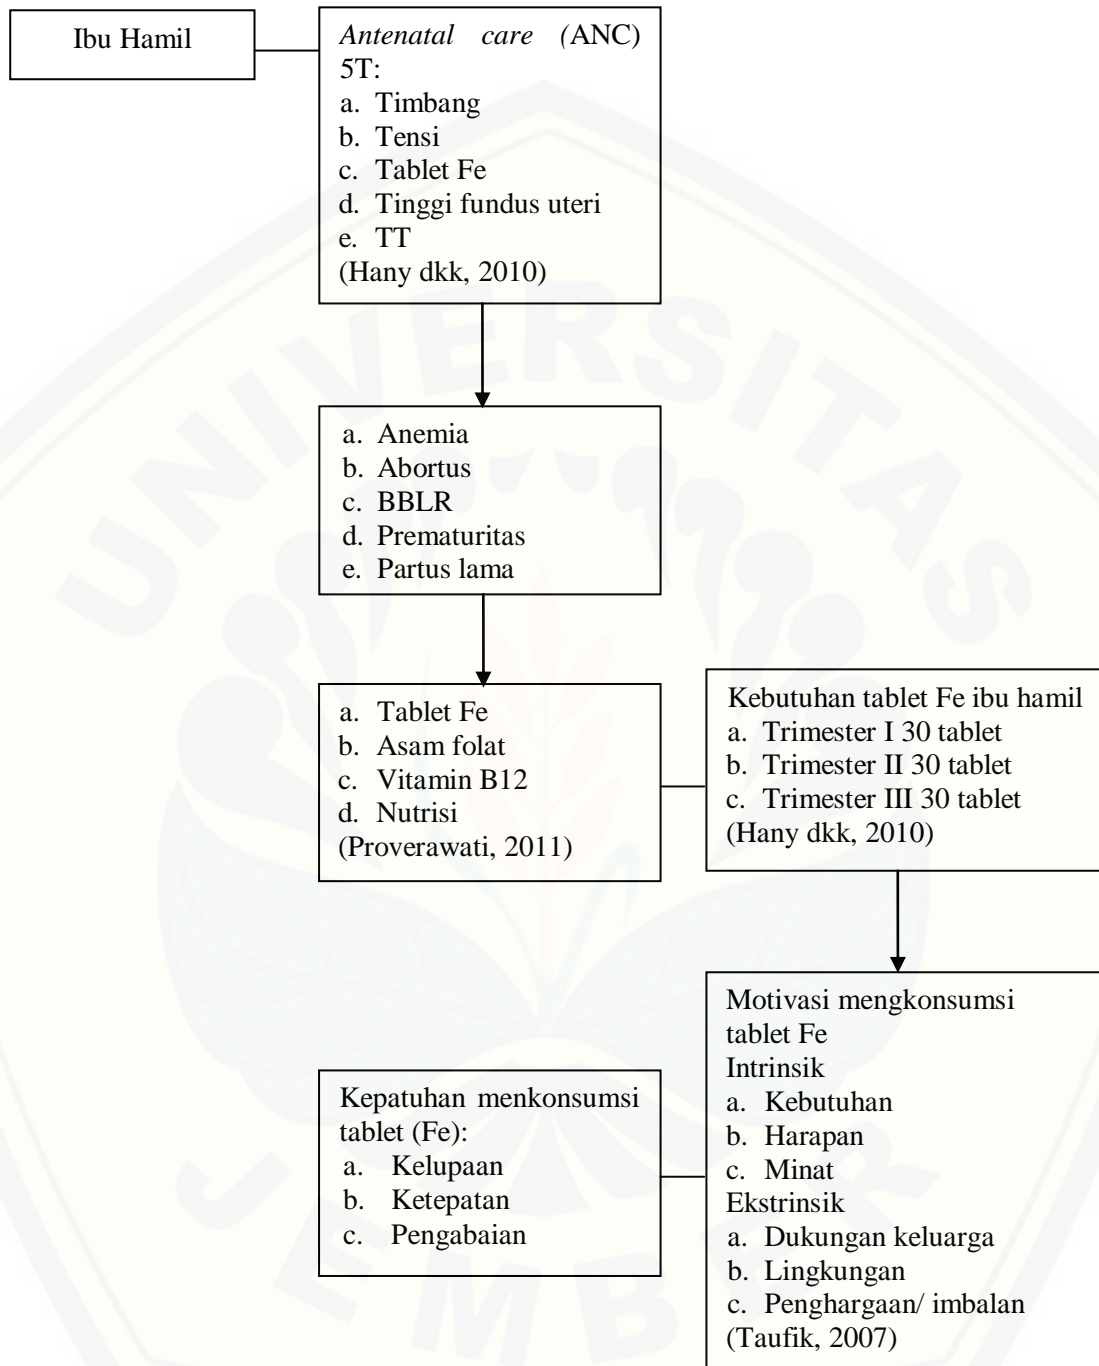 Ibu Hamil
Antenatal care (ANC)
5T:
a. Timbang
b. Tensi
c. Tablet Fe
d. Tinggi fundus uteri
e. TT
(Hany dkk, 2010)
a. Anemia
b. Abortus
c. BBLR
d. Prematuritas
e. Partus lama
a. Tablet Fe
b. Asam folat
c. Vitamin B12
d. Nutrisi
(Proverawati, 2011)
Kebutuhan tablet Fe ibu hamil
a. Trimester I 30 tablet
b. Trimester II 30 tablet
c. Trimester III 30 tablet
(Hany dkk, 2010)
Motivasi mengkonsumsi
tablet Fe
Intrinsik
a. Kebutuhan
b. Harapan
c. Minat
Ekstrinsik
a. Dukungan keluarga
b. Lingkungan
c. Penghargaan/ imbalan
(Taufik, 2007)
Kepatuhan menkonsumsi
tablet (Fe):
a. Kelupaan
b. Ketepatan
c. Pengabaian
UNIVERSITAS
JEMBER